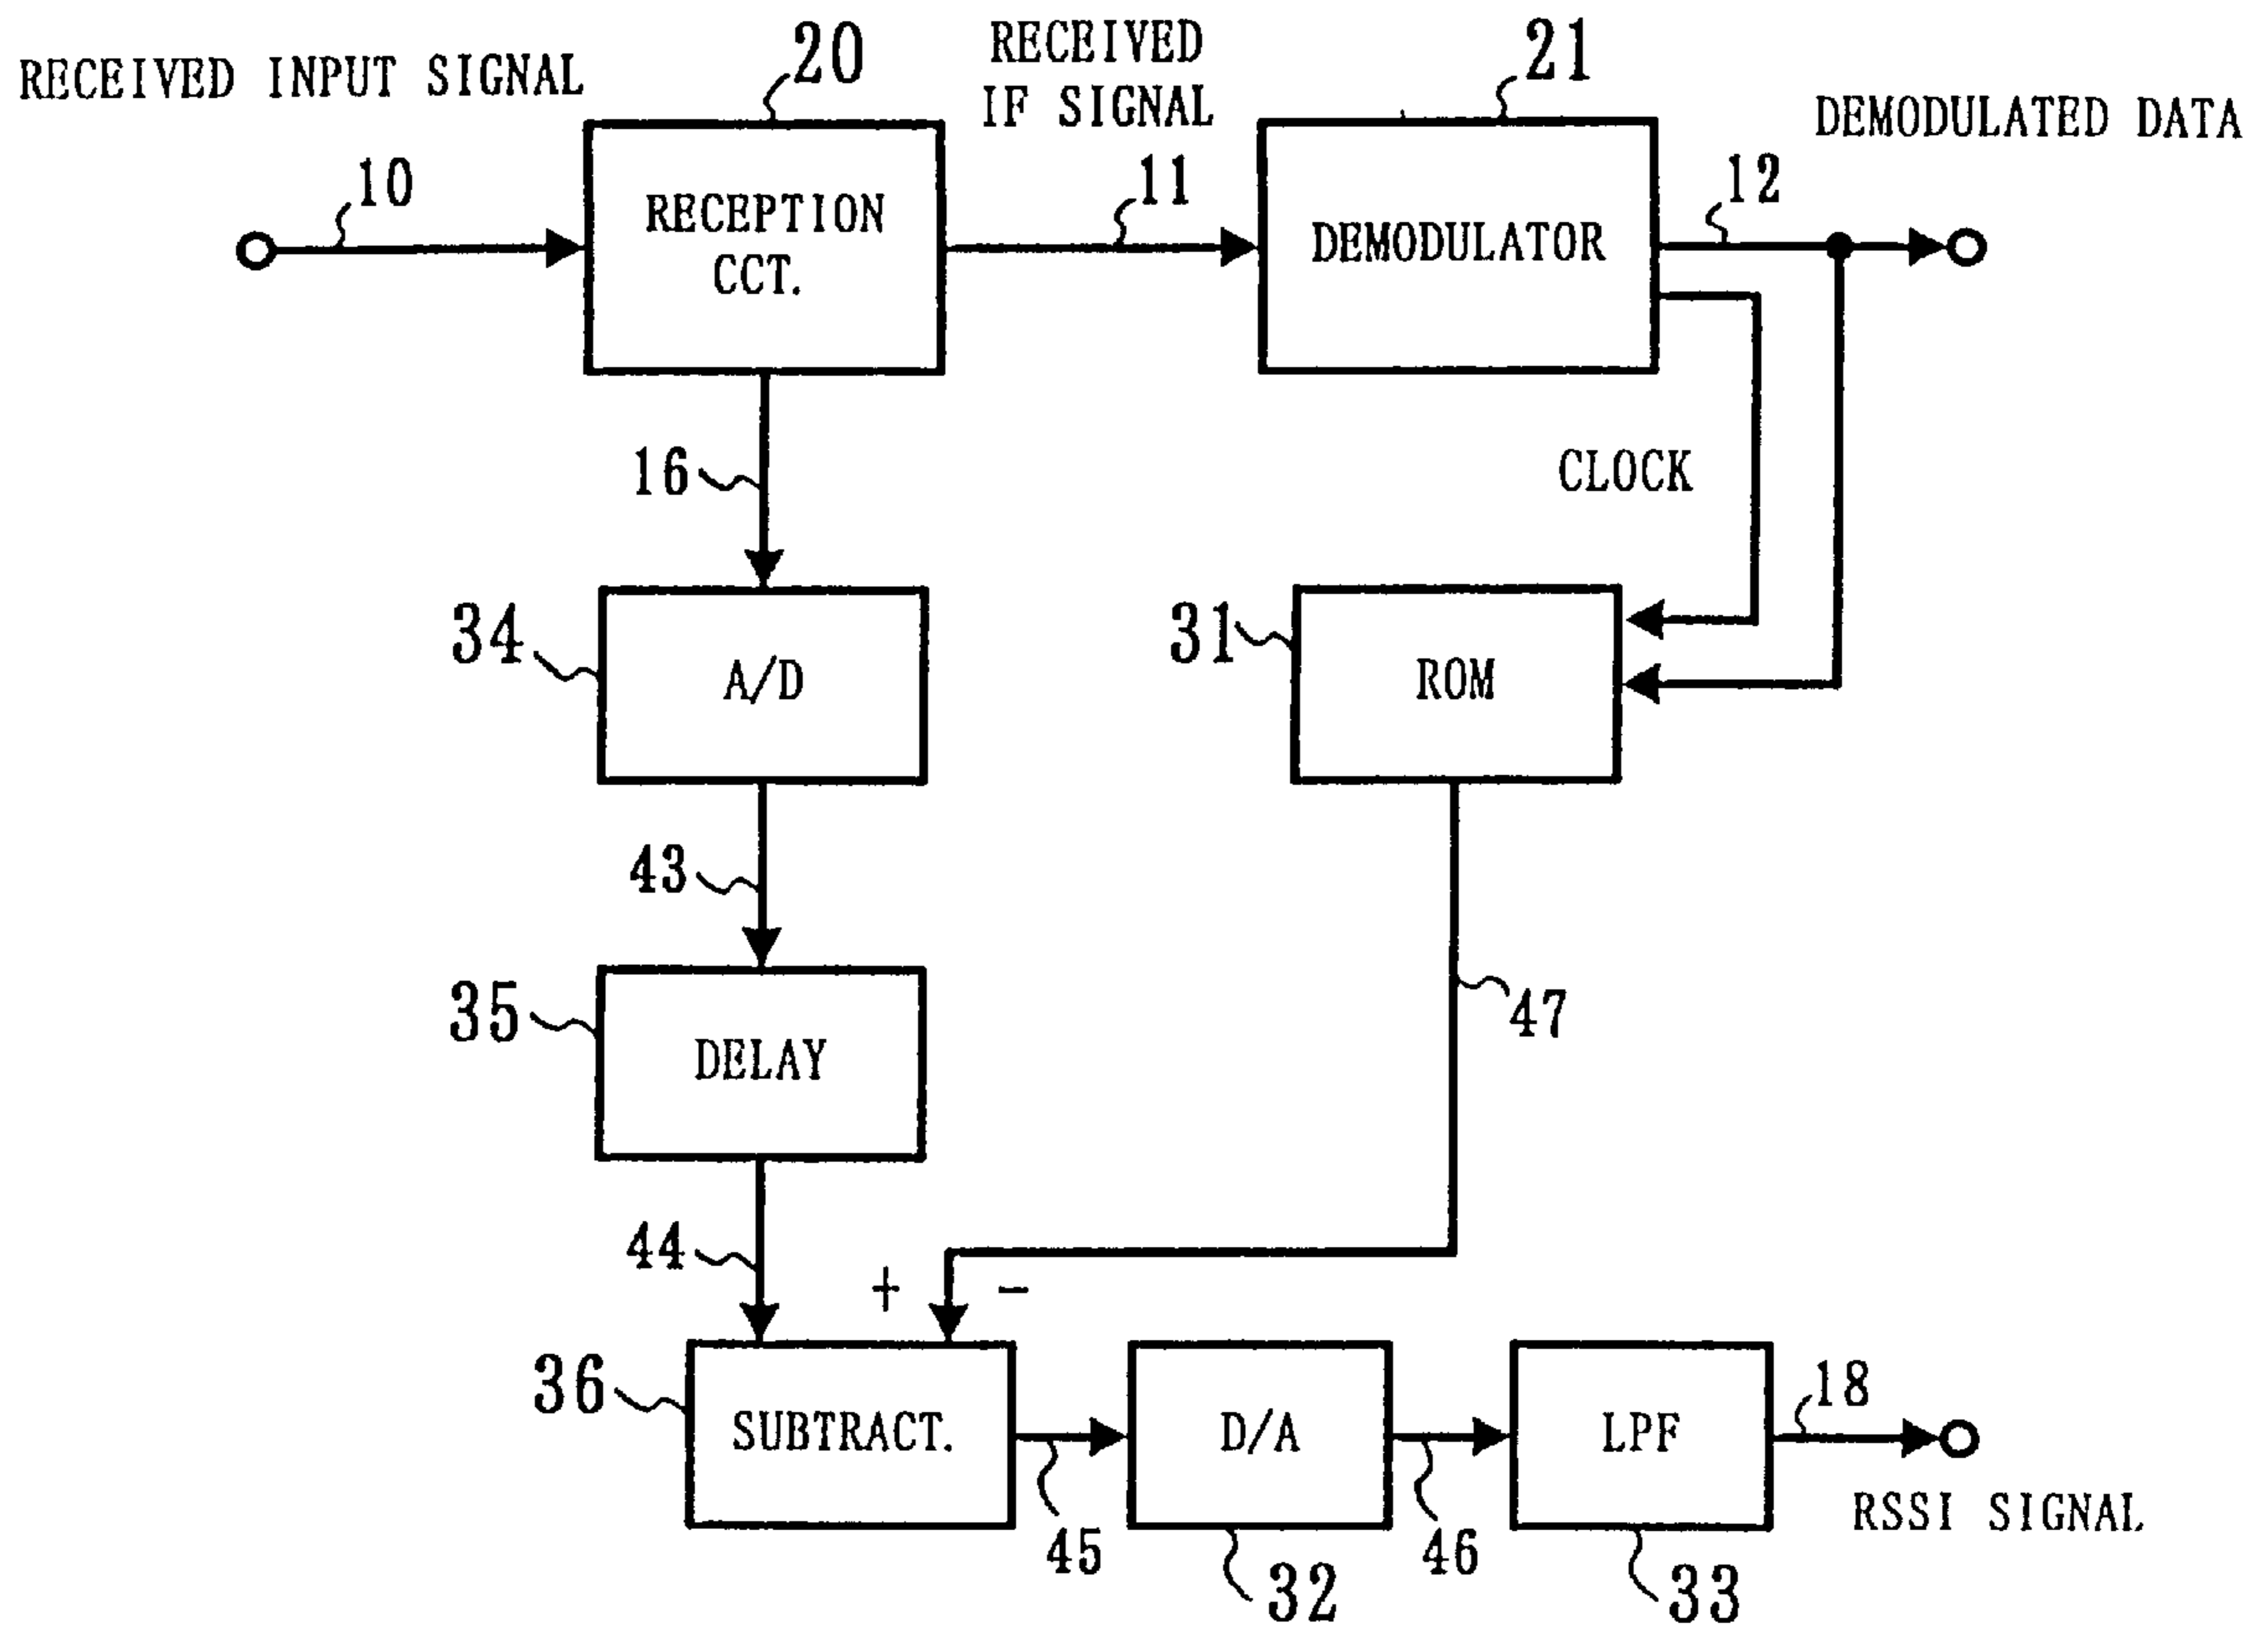 RECEIVED INPUT SIGNAL
20
RECEIVED
IF SIGNAL
21
DEMODULATED DATA
10
RECEPTION
CCT.
11
DEMODULATOR
12
16
CLOCK
34
A/D
31
ROM
43
35
DELAY
47
44
+
-
36
SUBTRACT.
45
D/A
32
46
LPF
33
18
RSSI SIGNAL